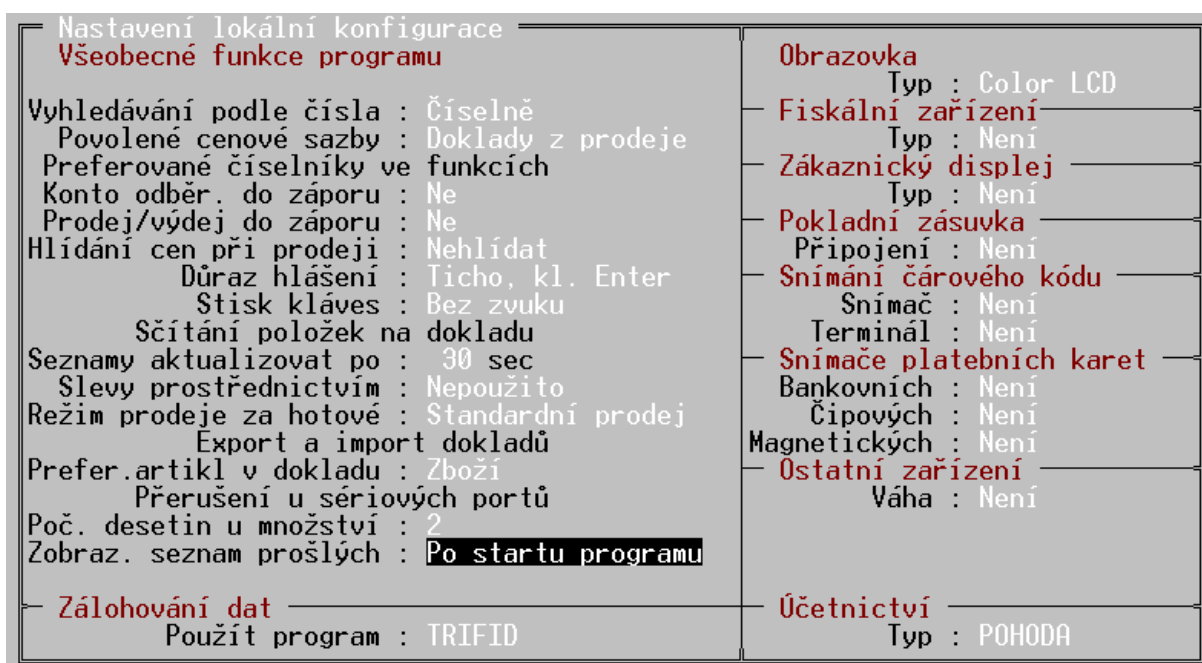 Nastavení lokální konfigurace
Všeobecné funkce programu
Vyhledávání podle čísla : Číselně
Povolené cenové sazby : Doklady z prodeje
Preferované číselníky ve funkcích
Konto odběr. do záporu : Ne
Prodej/výdej do záporu : Ne
Hlídání cen při prodeji : Nehlídat
Důraz hlášení : Ticho, kl. Enter
Stisk kláves : Bez zvuku
Sčítání položek na dokladu
Seznamy aktualizovat po : 30 sec
Slevy prostřednictvím : Nepoužito
Režim prodeje za hotové : Standardní prodej
Export a import dokladů
Prefer.artikl v dokladu : Zboží
Přerušení u sériových portů
Poč. desetin u množství : 2
Zobraz. seznam prošlých : Po startu programu
Zálohování dat
Použít program : TRIFID
Obrazovka
Typ : Color LCD
Fiskální zařízení
Typ : Není
Zákaznický displej
Typ : Není
Pokladní zásuvka
Připojení : Není
Snímání čárového kódu
Snímač : Není
Terminál : Není
Snímače platebních karet
Bankovních : Není
Čipových : Není
Magnetických : Není
Ostatní zařízení
Váha : Není
Účetnictví
Typ : POHODA